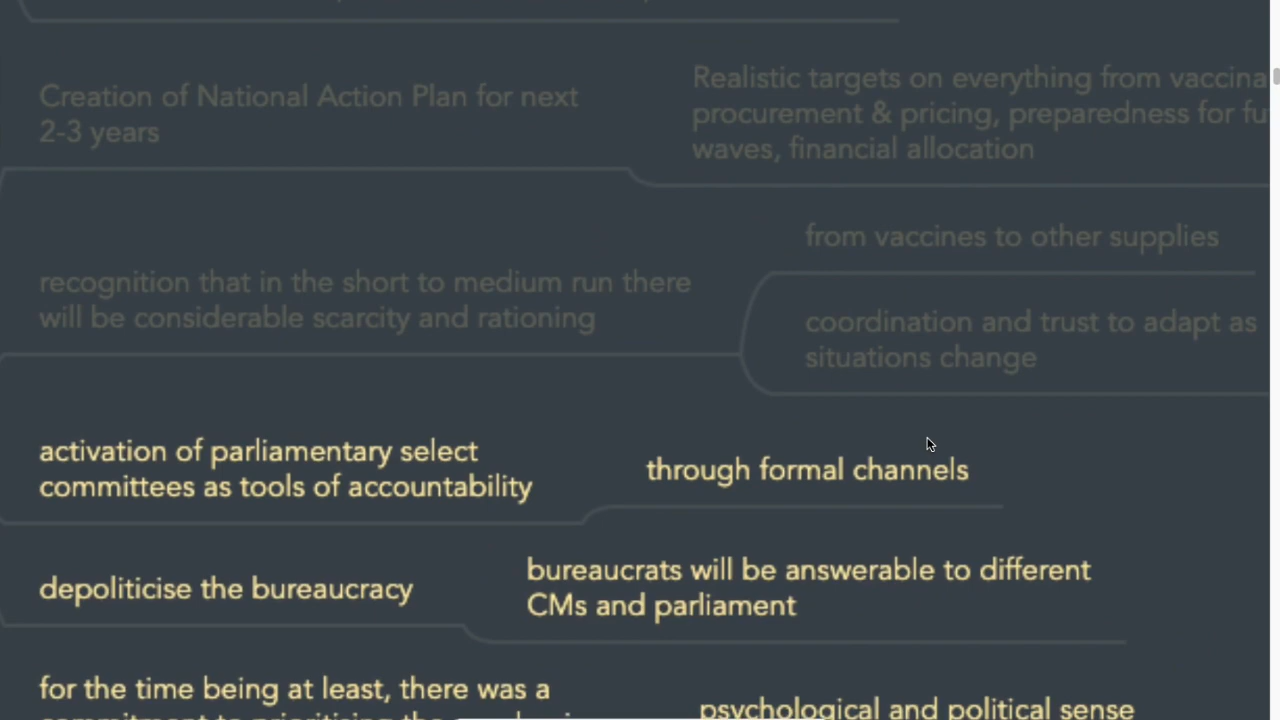 Creation of National Action Plan for next
2-3 years
Realistic targets on everything from
procurement & pricing, preparedness for
waves, financial allocation
from vaccines to other supplies
recognition that in the short to medium run there
will be considerable scarcity and rationing
coordination and trust to adapt as
situations change
activation of parliamentary select
committees as tools of accountability
through formal channels
depoliticise the bureaucracy
bureaucrats will be answerable to different
CMs and parliament
for the time being at least, there was a
psychological and political sense